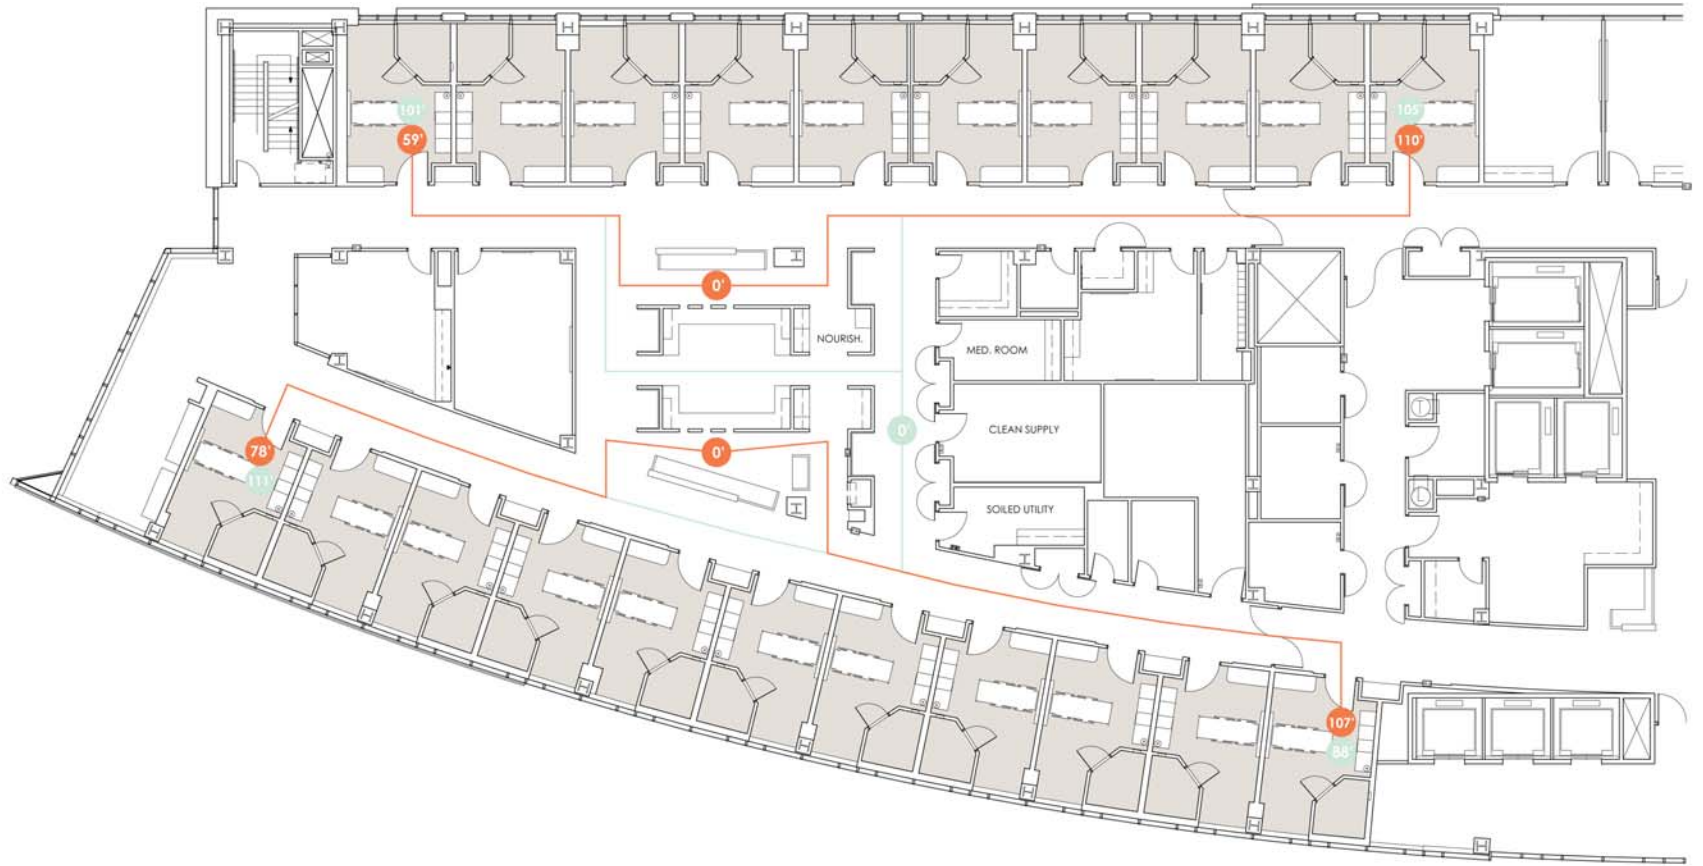 101'
59'
105'
110'
0'
NOURISH.
MED. ROOM
CLEAN SUPPLY
0'
0'
78'
111'
SOILED UTILITY
107'
88'